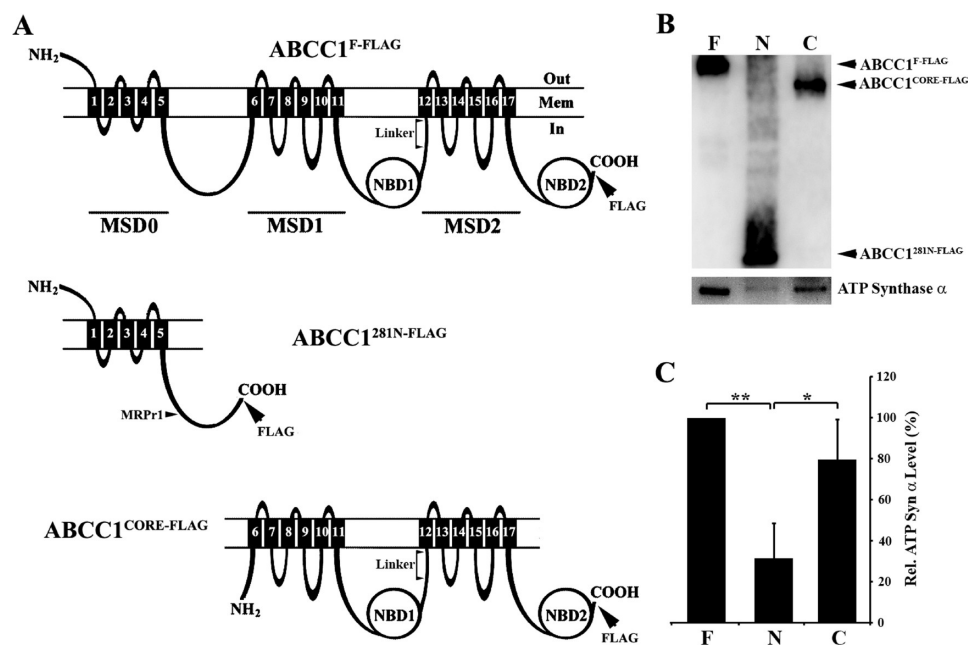 A
ABCC1F-FLAG
NH2
Out
Mem
In
1 2 3 4 5
6 7 8 9 10 11
12 13 14 15 16 17
Linker
NBD1
NBD2
COOH
FLAG
MSD0
MSD1
MSD2
NH2
1 2 3 4 5
ABCC1281N-FLAG
MRPr1
COOH
FLAG
ABCC1CORE-FLAG
6 7 8 9 10 11
12 13 14 15 16 17
Linker
NH2
NBD1
NBD2
COOH
FLAG
B
F N C
ABCC1F-FLAG
ABCC1CORE-FLAG
ABCC1281N-FLAG
ATP Synthase α
C
** *
120
100
80
60
40
20
0
Rel. ATP Syn α Level (%)
F N C